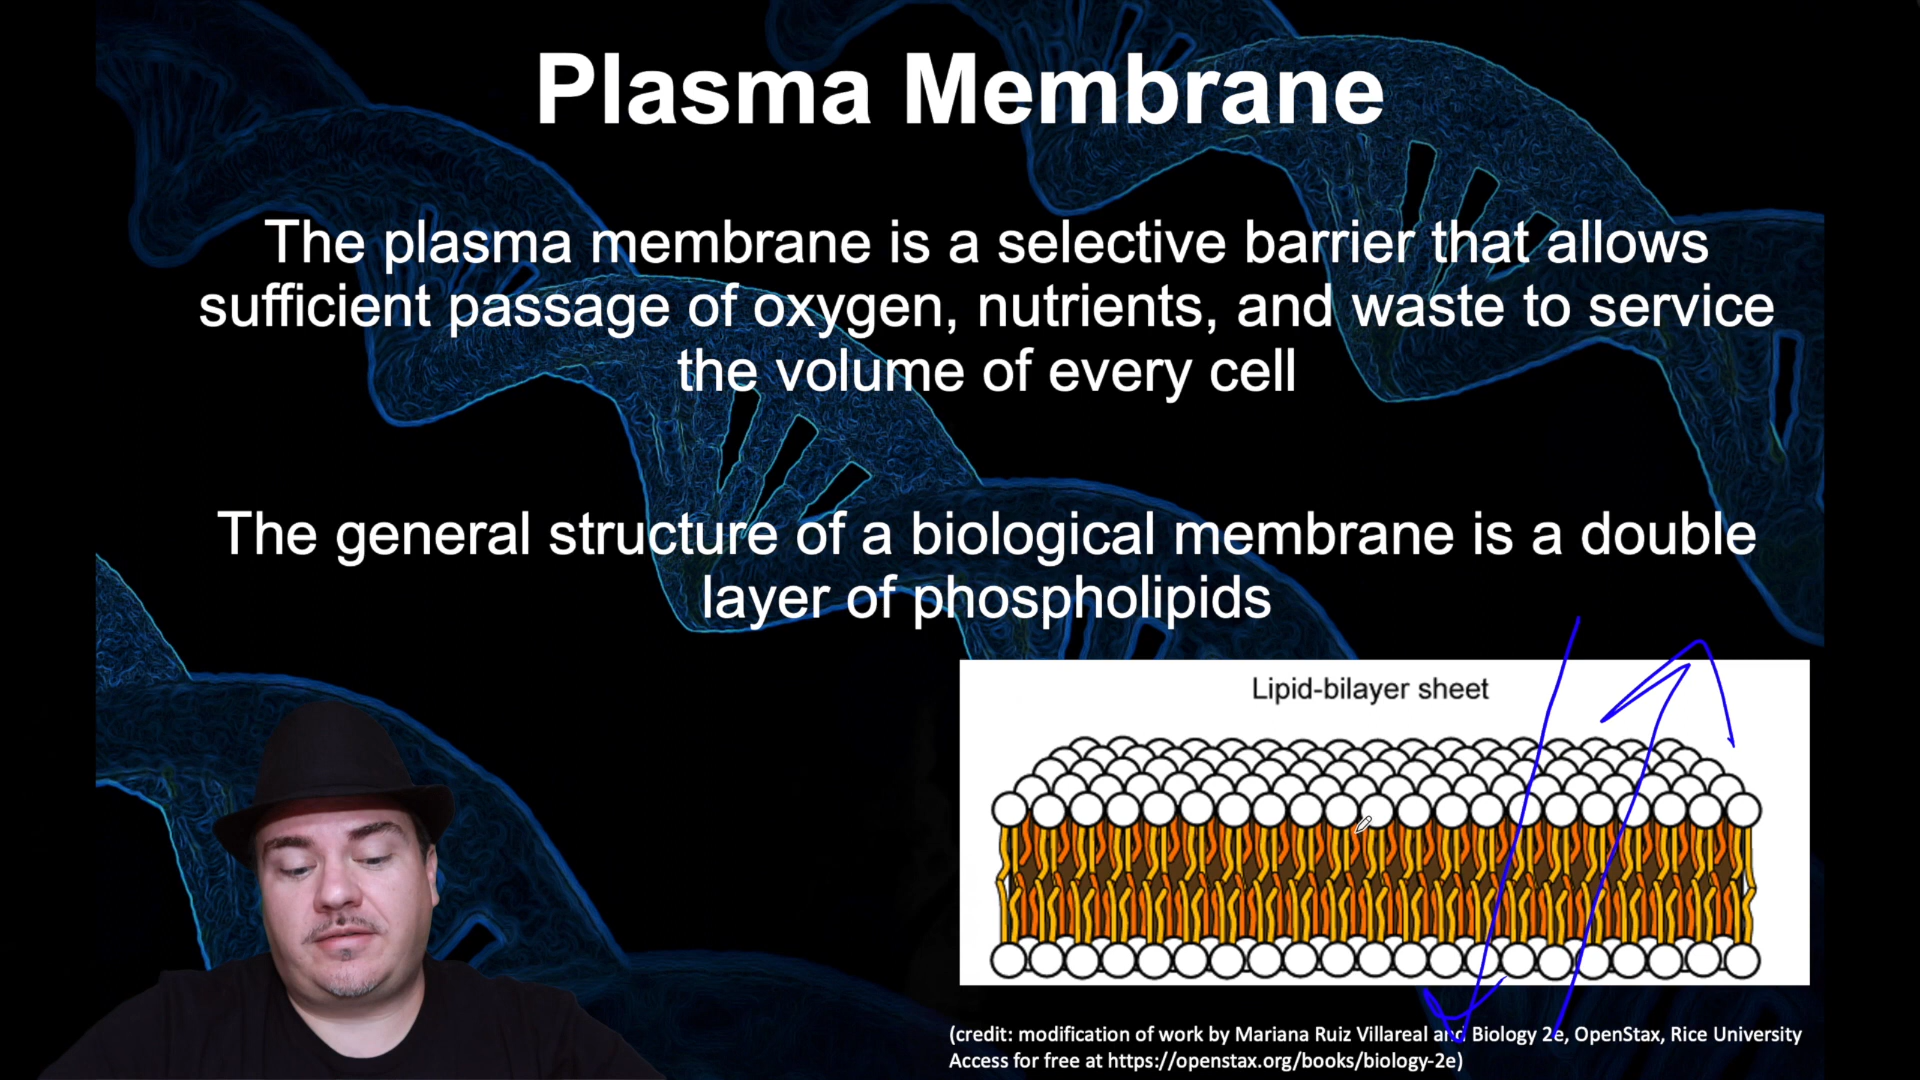 Plasma Membrane
The plasma membrane is a selective barrier that allows
sufficient passage of oxygen, nutrients, and waste to service
the volume of every cell
The general structure of a biological membrane is a double
layer of phospholipids
Lipid-bilayer sheet
(credit: modification of work by Mariana Ruiz Villareal and Biology 2e, OpenStax, Rice University
Access for free at https://openstax.org/books/biology-2e)